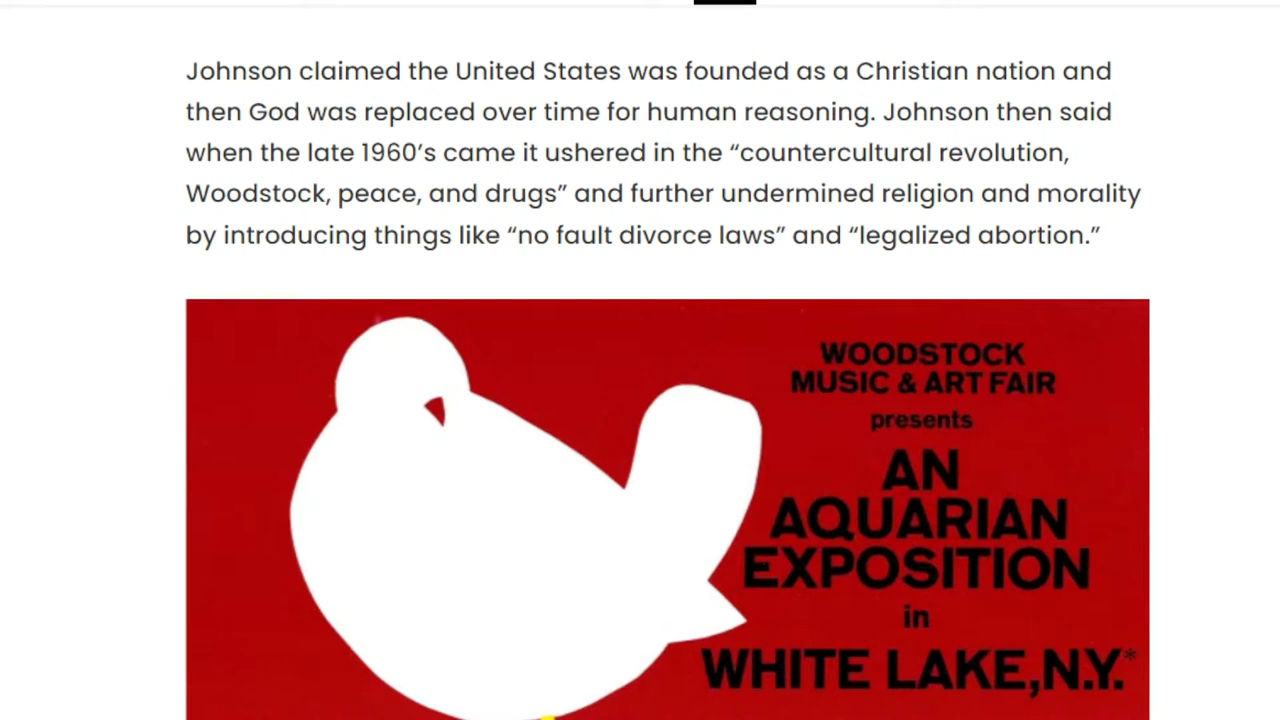 Johnson claimed the United States was founded as a Christian nation and
then God was replaced over time for human reasoning. Johnson then said
when the late 1960’s came it ushered in the “countercultural revolution,
Woodstock, peace, and drugs” and further undermined religion and morality
by introducing things like “no fault divorce laws” and “legalized abortion.”
WOODSTOCK
MUSIC & ART FAIR
presents
AN
AQUARIAN
EXPOSITION
in
WHITE LAKE,N.Y.*